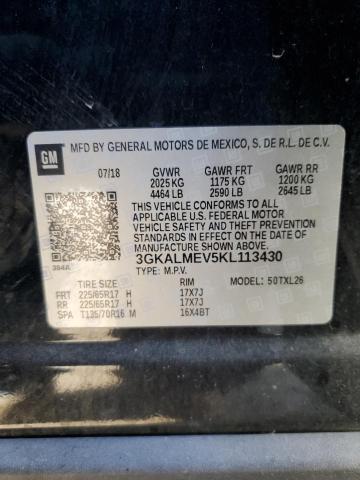 GM
MFD BY GENERAL MOTORS DE MEXICO, S. DE R.L. DE C.V.
07/18 GVWR GAWR FRT GAWR RR
2025 KG 1175 KG 1200 KG
4464 LB 2590 LB 2645 LB
THIS VEHICLE CONFORMS TO ALL
APPLICABLE U.S. FEDERAL MOTOR
VEHICLE SAFETY AND THEFT
PREVENTION STANDARDS IN
EFFECT ON THE DATE OF
MANUFACTURE SHOWN ABOVE.
394A 3GKALMEV5KL113430
TYPE: M.P.V.
TIRE SIZE RIM MODEL: 50TXL26
FRT 225/65R17 H 17X7J
RR 225/65R17 H 17X7J
SPA T135/70R16 M 16X4BT